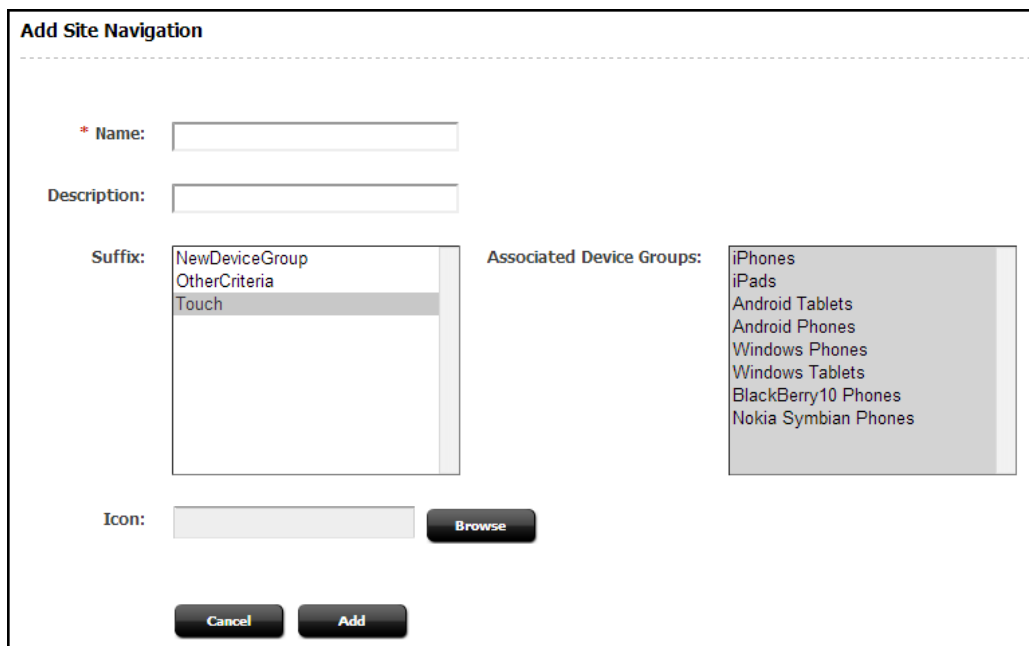 Add Site Navigation
* Name:
Description:
Suffix:
NewDeviceGroup
OtherCriteria
Touch
Associated Device Groups:
iPhones
iPads
Android Tablets
Android Phones
Windows Phones
Windows Tablets
BlackBerry10 Phones
Nokia Symbian Phones
Icon:
Browse
Cancel
Add